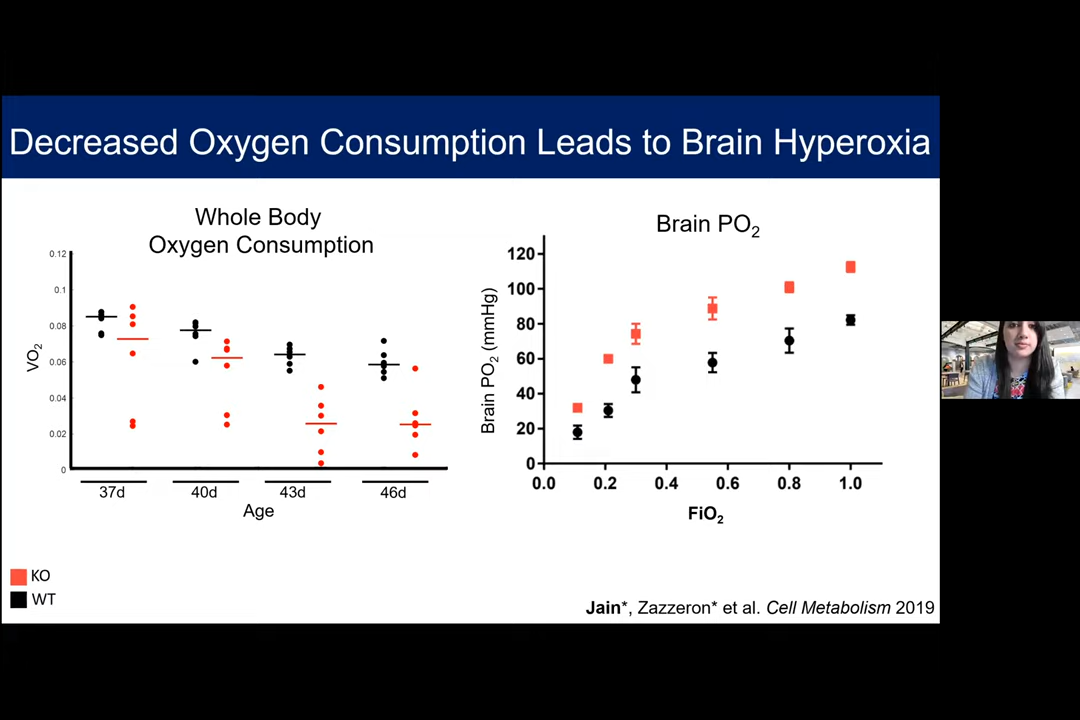 Decreased Oxygen Consumption Leads to Brain Hyperoxia
Whole Body
Oxygen Consumption
0.12
0.1
0.08
0.06
0.04
0.02
0
VO2
37d
40d
43d
46d
Age
Brain PO2
120
100
80
60
40
20
0
Brain PO2 (mmHg)
0.0
0.2
0.4
0.6
0.8
1.0
FiO2
KO
WT
Jain*, Zazzeron* et al. Cell Metabolism 2019